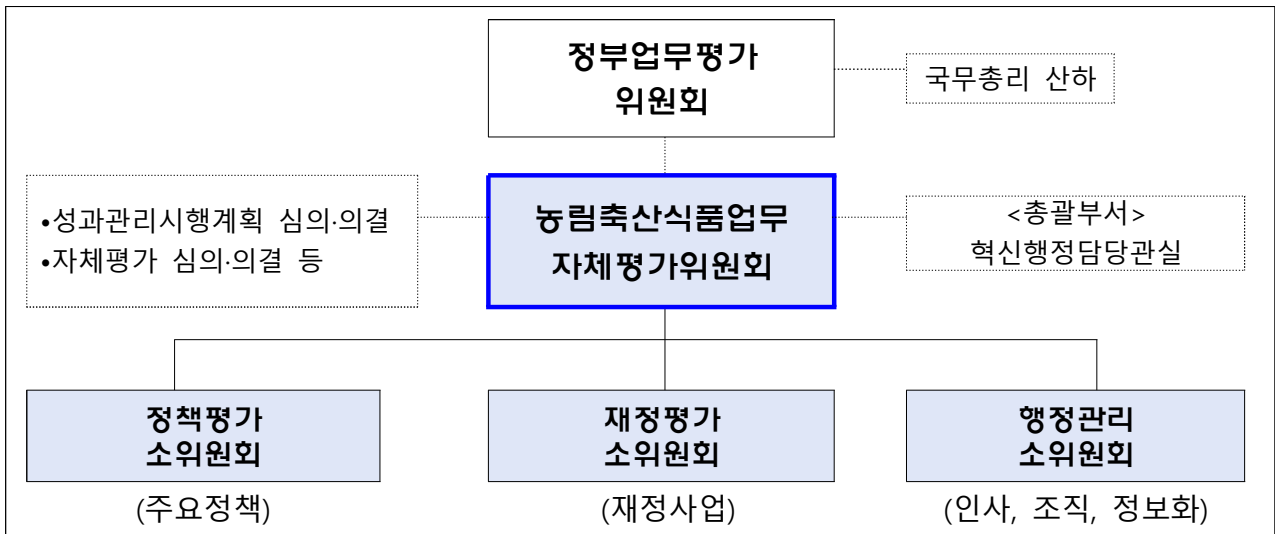 정부업무평가
위원회
국무총리 산하
•성과관리시행계획 심의·의결
•자체평가 심의·의결 등
농림축산식품업무
자체평가위원회
<총괄부서>
혁신행정담당관실
정책평가
소위원회
(주요정책)
재정평가
소위원회
(재정사업)
행정관리
소위원회
(인사, 조직, 정보화)